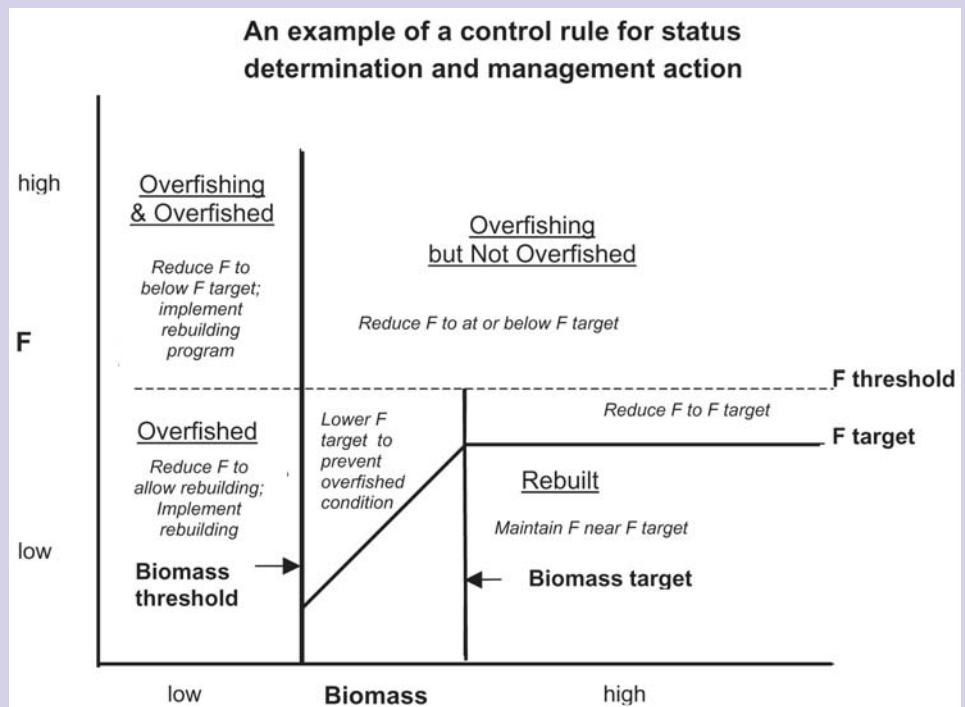 An example of a control rule for status
determination and management action
high
Overfishing
& Overfished
Reduce F to
below F target;
implement
rebuilding
program
Overfishing
but Not Overfished
Reduce F to at or below F target
F
F threshold
Reduce F to F target
F target
Overfished
Reduce F to
allow rebuilding;
Implement
rebuilding
Lower F
target to
prevent
overfished
condition
Rebuilt
Maintain F near F target
low
Biomass
threshold
Biomass target
low
Biomass
high